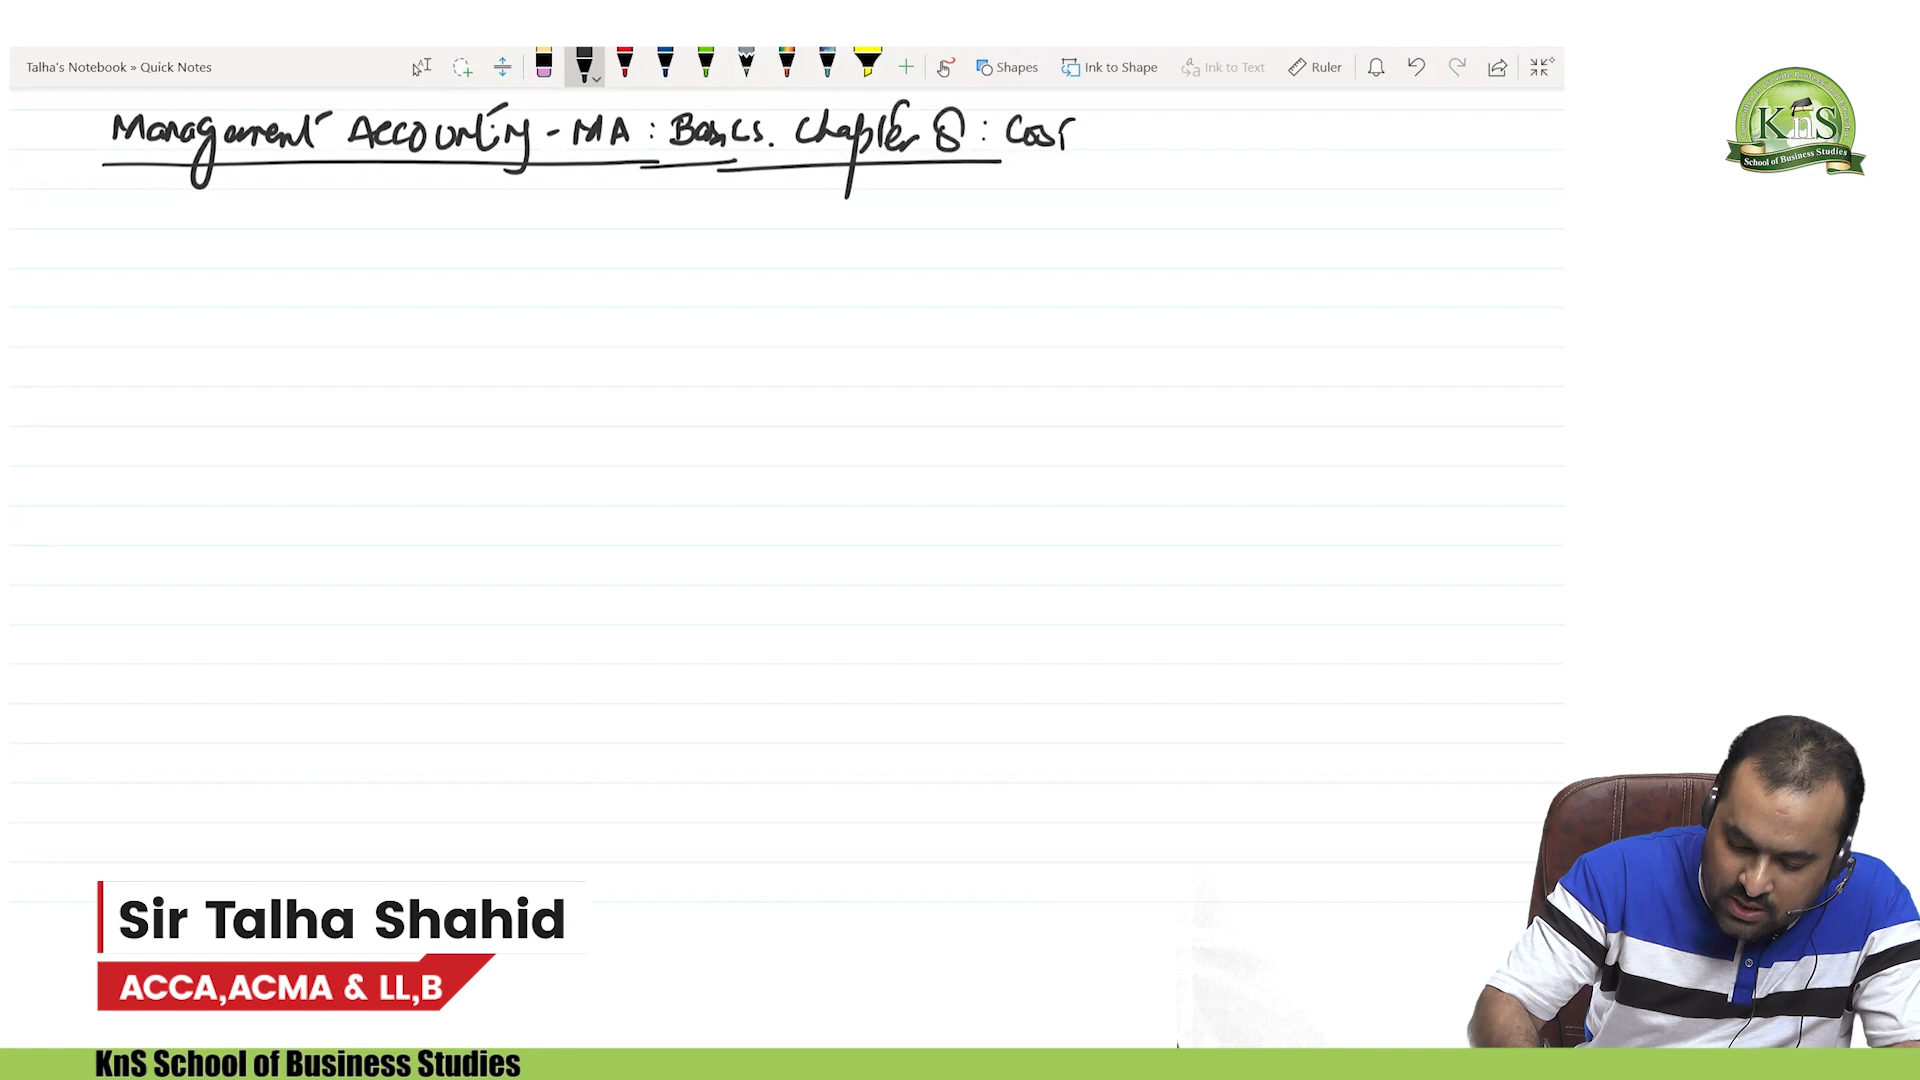 Talha's Notebook » Quick Notes
Shapes
Ink to Shape
Ink to Text
Ruler
Management Accounting - MA : Basics. Chapter 8 : Cost
KnS
School of Business Studies
Sir Talha Shahid
ACCA,ACMA & LL,B
KnS School of Business Studies